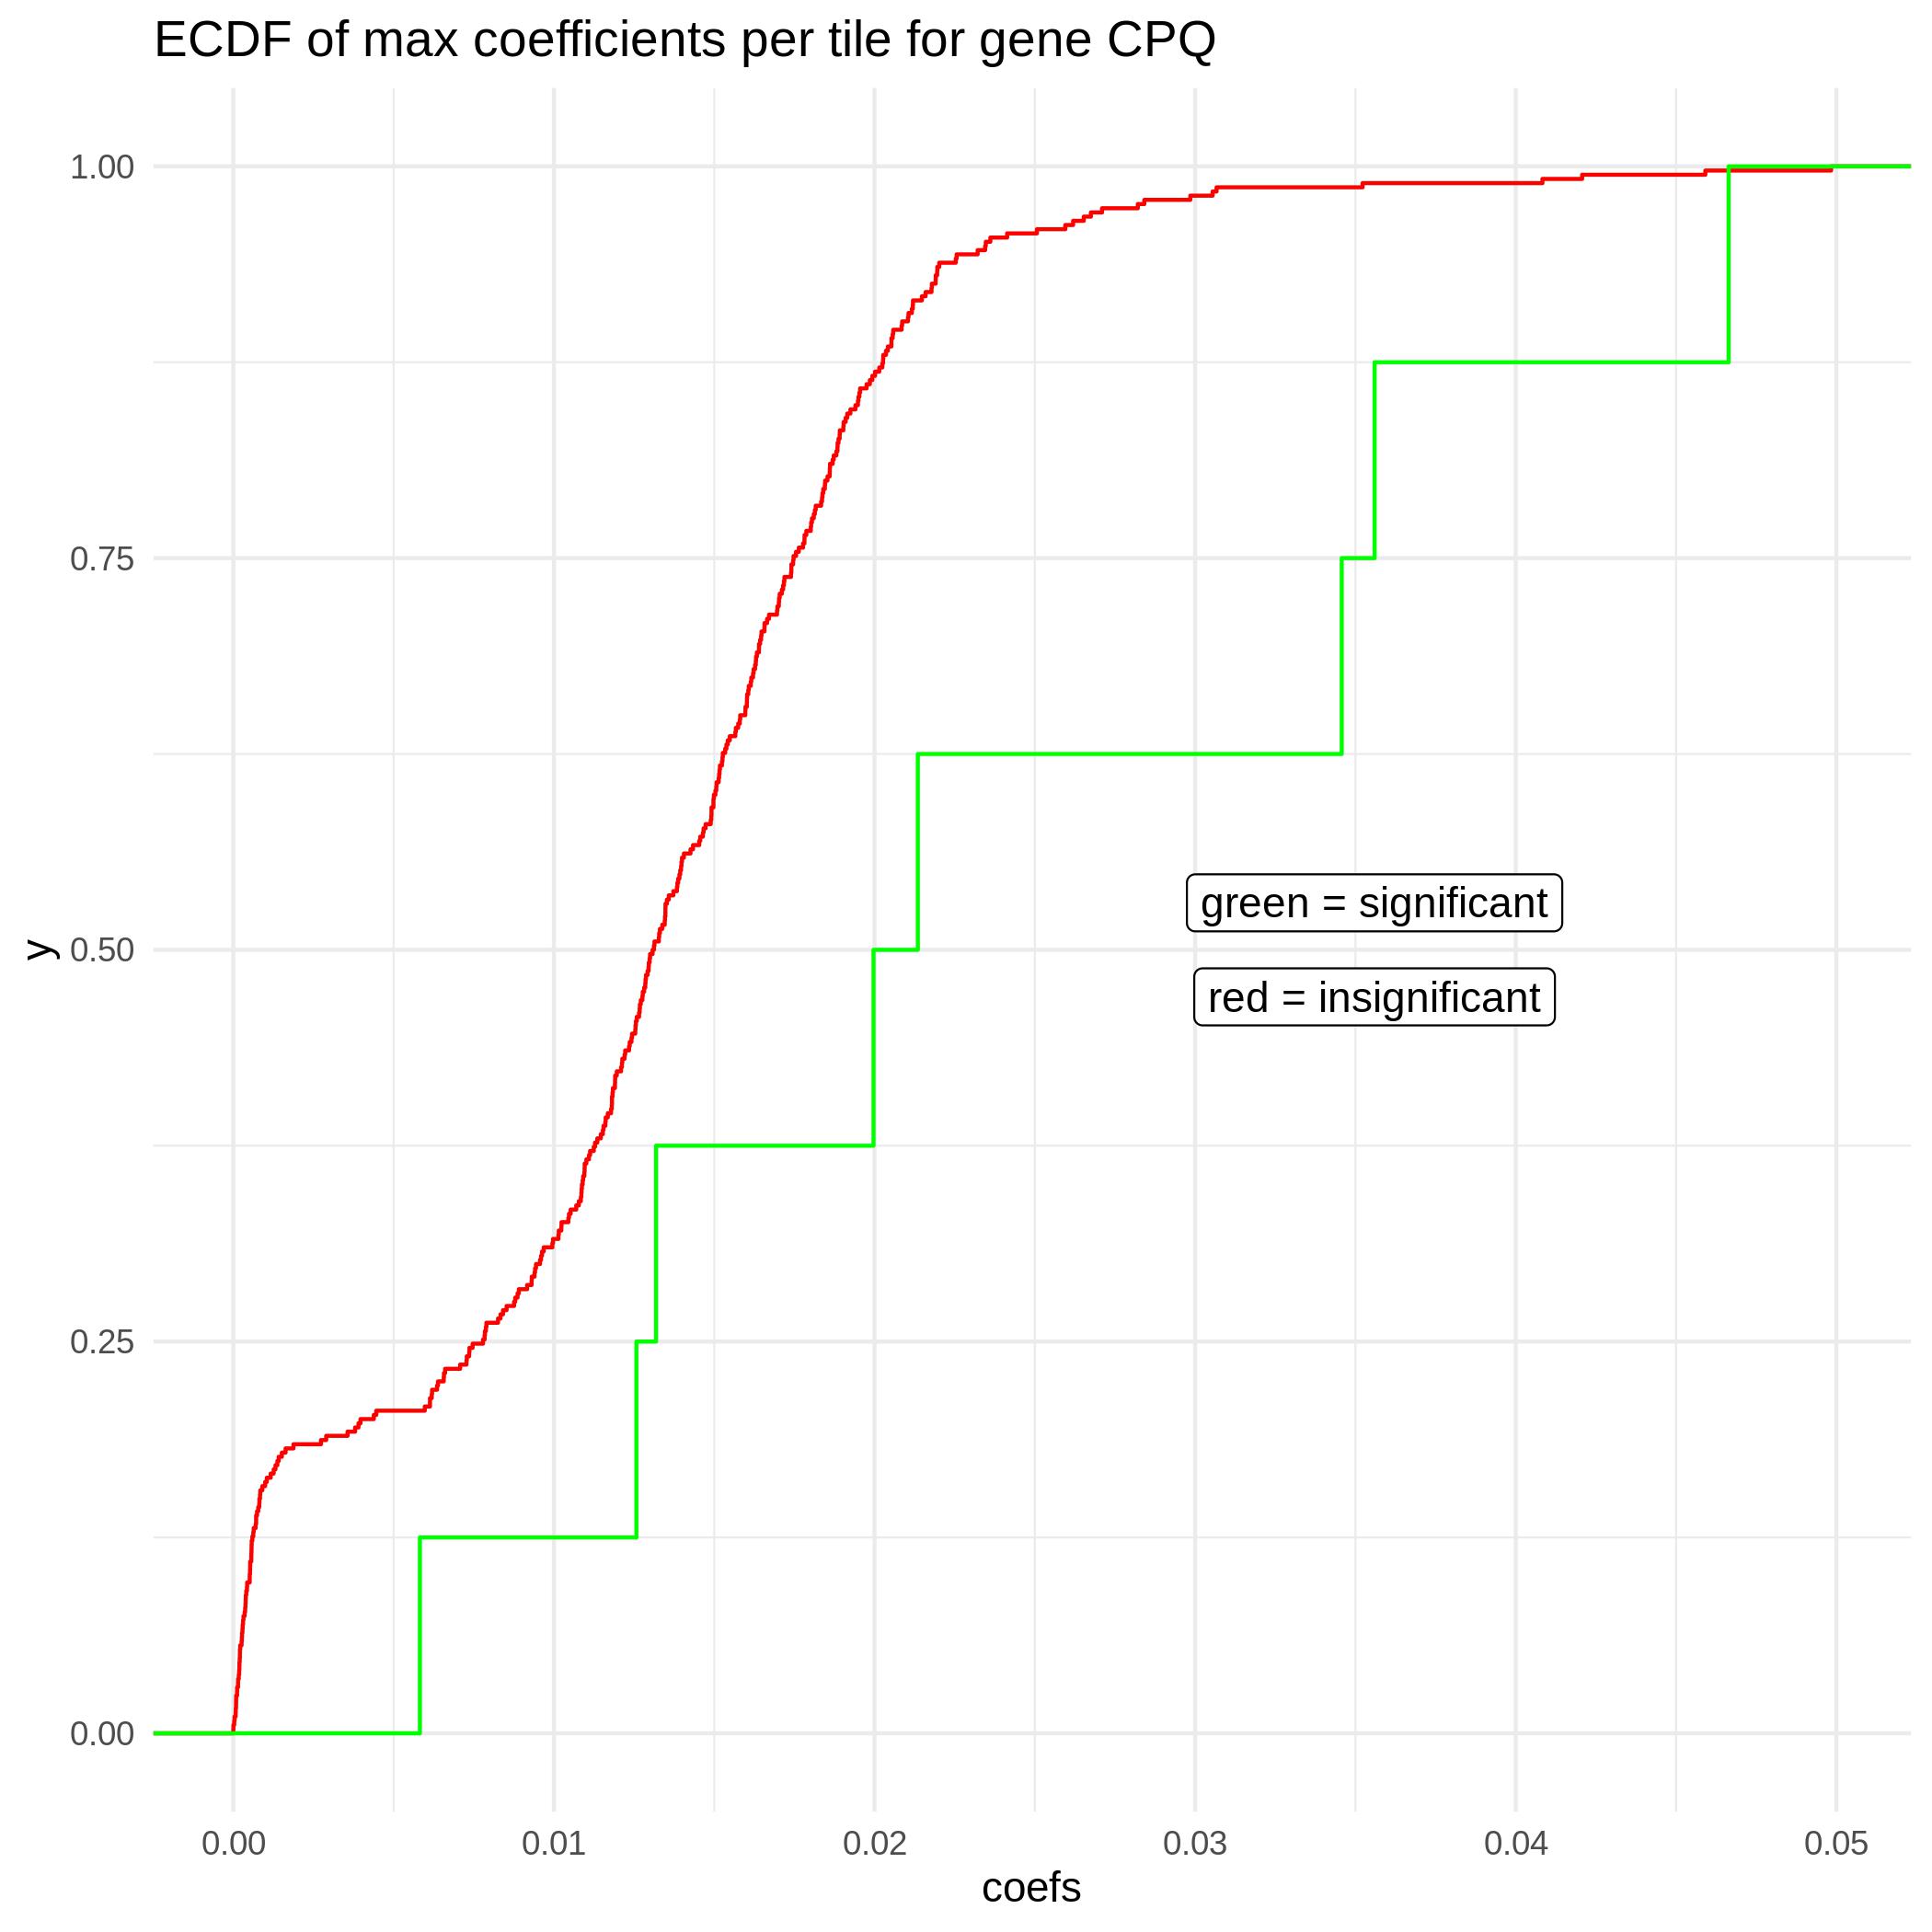 ECDF of max coefficients per tile for gene CPQ
1.00
0.75
0.50
0.25
0.00
y
green = significant
red = insignificant
0.00 0.01 0.02 0.03 0.04 0.05
coefs